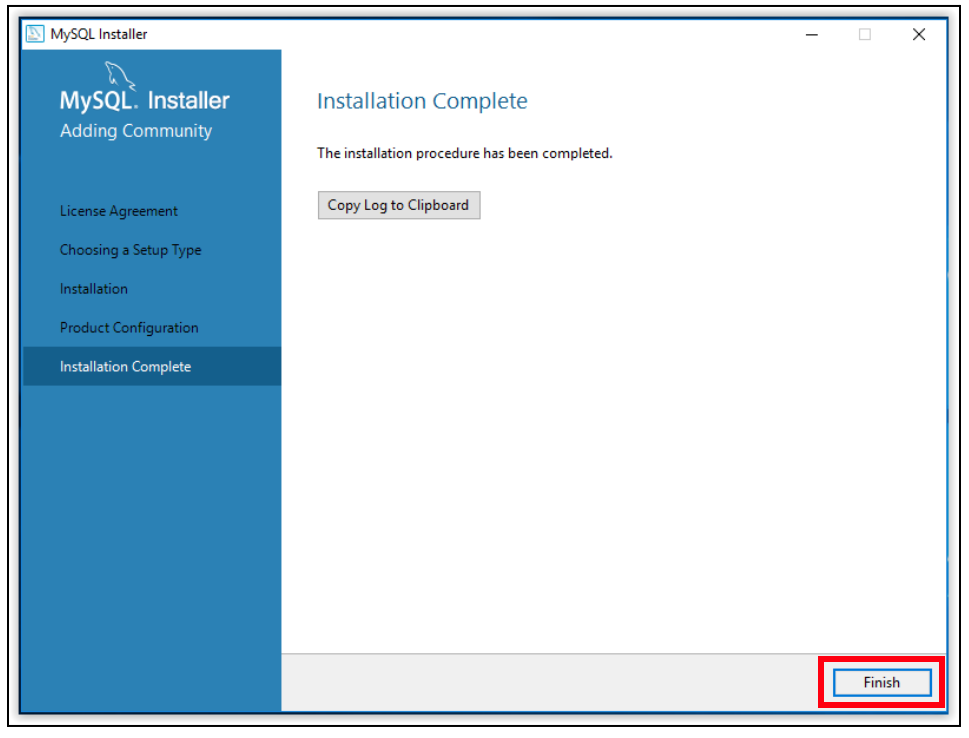 MySQL Installer
MySQL. Installer
Adding Community
License Agreement
Choosing a Setup Type
Installation
Product Configuration
Installation Complete
Installation Complete
The installation procedure has been completed.
Copy Log to Clipboard
Finish